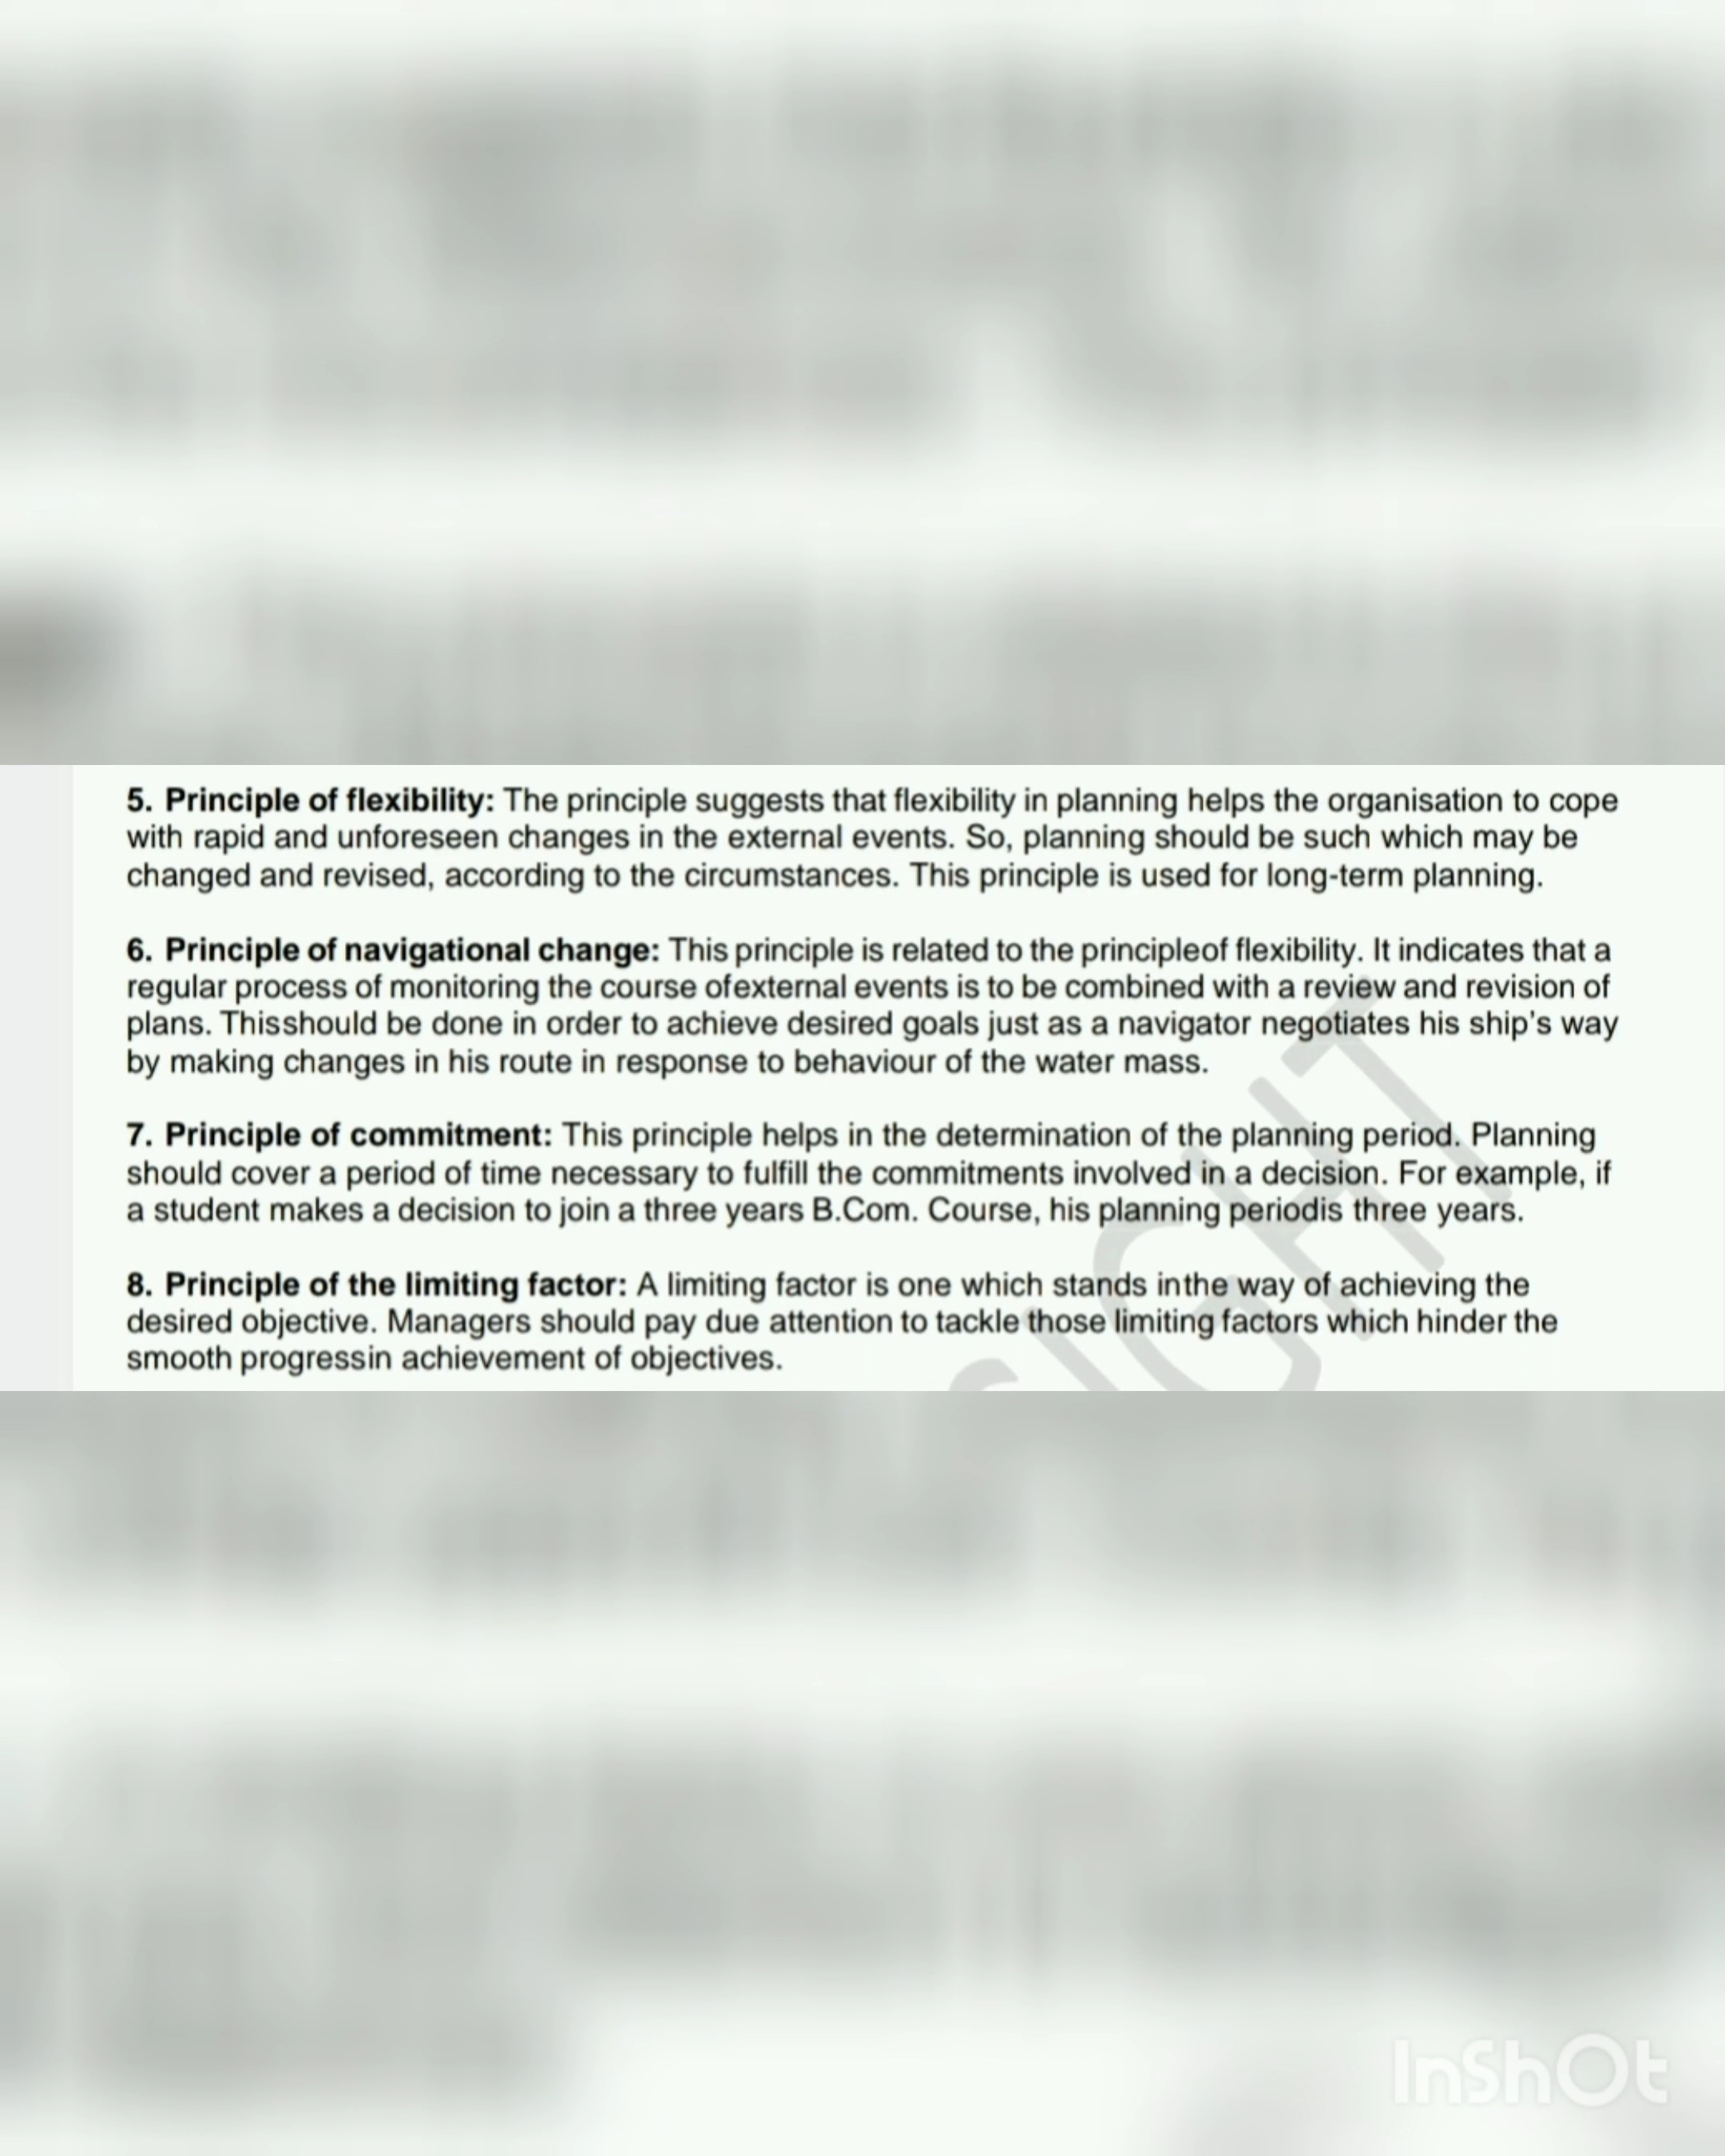 5. Principle of flexibility: The principle suggests that flexibility in planning helps the organisation to cope
with rapid and unforeseen changes in the external events. So, planning should be such which may be
changed and revised, according to the circumstances. This principle is used for long-term planning.
6. Principle of navigational change: This principle is related to the principleof flexibility. It indicates that a
regular process of monitoring the course ofexternal events is to be combined with a review and revision of
plans. Thisshould be done in order to achieve desired goals just as a navigator negotiates his ship's way
by making changes in his route in response to behaviour of the water mass.
7. Principle of commitment: This principle helps in the determination of the planning period. Planning
should cover a period of time necessary to fulfill the commitments involved in a decision. For example, if
a student makes a decision to join a three years B.Com. Course, his planning periodis three years.
8. Principle of the limiting factor: A limiting factor is one which stands inthe way of achieving the
desired objective. Managers should pay due attention to tackle those limiting factors which hinder the
smooth progressin achievement of objectives.
SIGHT
InShOt